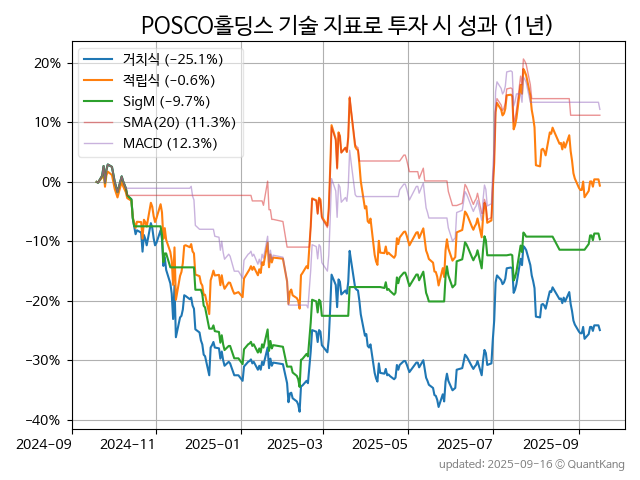 POSCO홀딩스 기술 지표로 투자 시 성과 (1년)
거치식 (−25.1%)
적립식 (−0.6%)
SigM (−9.7%)
SMA(20) (11.3%)
MACD (12.3%)
20%
10%
0%
−10%
−20%
−30%
−40%
2024-09 2024-11 2025-01 2025-03 2025-05 2025-07 2025-09
updated: 2025-09-16 © QuantKang